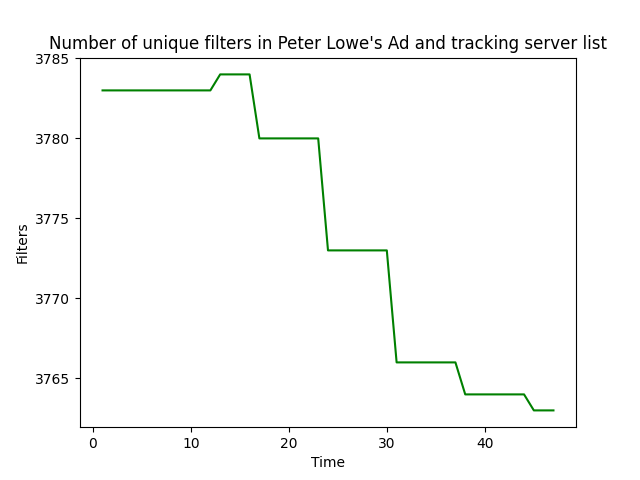 Number of unique filters in Peter Lowe's Ad and tracking server list
3785
3780
3775
3770
3765
Filters
0 10 20 30 40
Time